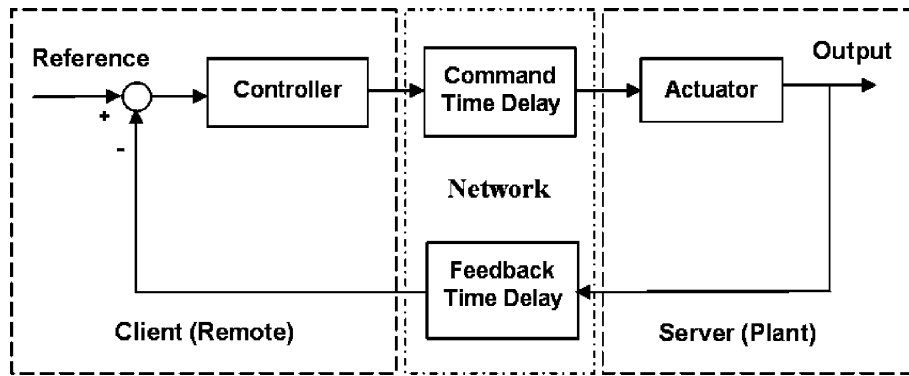 Reference
+
-
Controller
Command
Time Delay
Actuator
Output
Network
Feedback
Time Delay
Client (Remote)
Server (Plant)